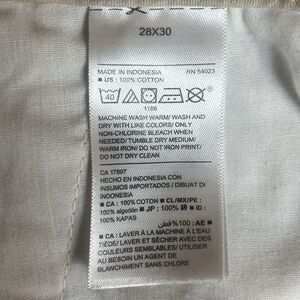 28X30
MADE IN INDONESIA RN 54023
■ US : 100% COTTON
40
1166
MACHINE WASH WARM/ WASH AND
DRY WITH LIKE COLORS/ ONLY
NON-CHLORINE BLEACH WHEN
NEEDED/ TUMBLE DRY MEDIUM/
WARM IRON/ DO NOT IRON PRINT/
DO NOT DRY CLEAN
CA 17897
HECHO EN INDONESIA CON
INSUMOS IMPORTADOS / DIBUAT DI
INDONESIA
■ CA : 100% COTON ■ CL/MX/PE :
100% algodón ■ JP : 100% 綿 ■ ID :
100% KAPAS
■ AE : 100% قطن
■ CA : LAVER À LA MACHINE À L'EAU
TIÈDE/ LAVER ET SÉCHER AVEC DES
COULEURS SEMBLABLES/ UTILISER
AU BESOIN UN AGENT DE
BLANCHIMENT SANS CHLORE